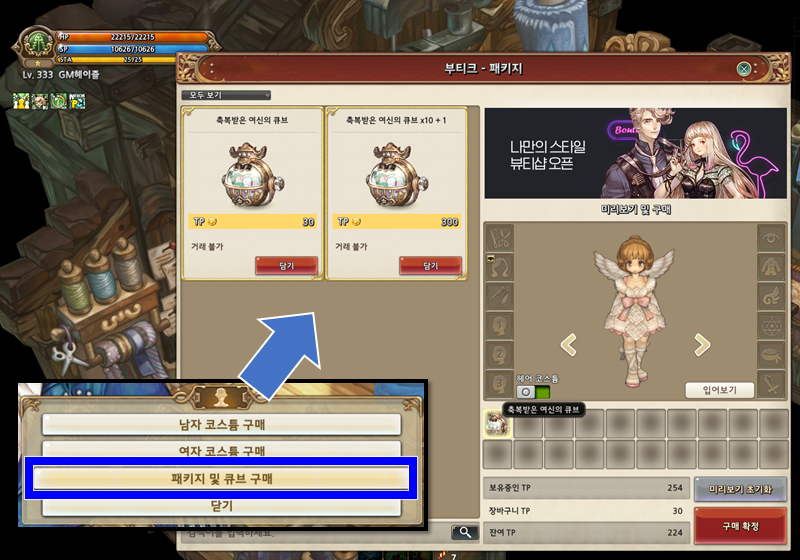 HP 22215/22215
SP 10626/10626
STA 25/25
Lv. 333 GM헤이즐
부티크 - 패키지
모두 보기
축복받은 여신의 큐브
TP 30
거래 불가
담기
축복받은 여신의 큐브 x10 + 1
TP 300
거래 불가
담기
나만의 스타일
뷰티샵 오픈
미리보기 및 구매
헤어 코스튬
입어보기
축복받은 여신의 큐브
보유중인 TP 254
장바구니 TP 30
잔여 TP 224
미리보기 초기화
구매 확정
남자 코스튬 구매
여자 코스튬 구매
패키지 및 큐브 구매
닫기
7